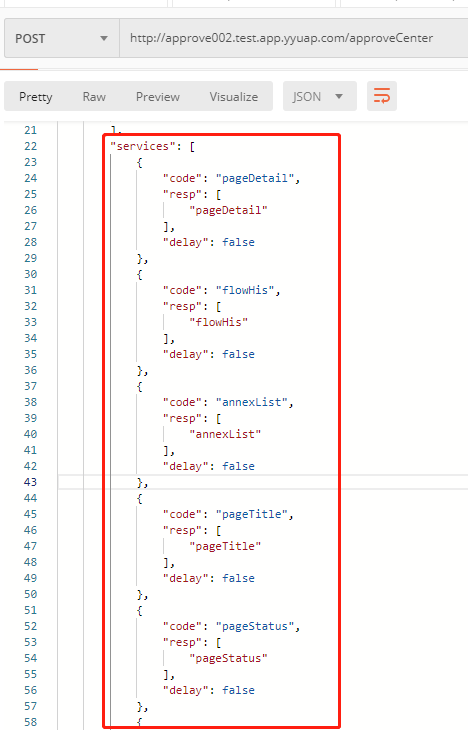 POST http://approve002.test.app.yyuap.com/approveCenter
Pretty Raw Preview Visualize JSON
21 ],
22 "services": [
23 {
24 "code": "pageDetail",
25 "resp": [
26 "pageDetail"
27 ],
28 "delay": false
29 },
30 {
31 "code": "flowHis",
32 "resp": [
33 "flowHis"
34 ],
35 "delay": false
36 },
37 {
38 "code": "annexList",
39 "resp": [
40 "annexList"
41 ],
42 "delay": false
43 },
44 {
45 "code": "pageTitle",
46 "resp": [
47 "pageTitle"
48 ],
49 "delay": false
50 },
51 {
52 "code": "pageStatus",
53 "resp": [
54 "pageStatus"
55 ],
56 "delay": false
57 },
58 {